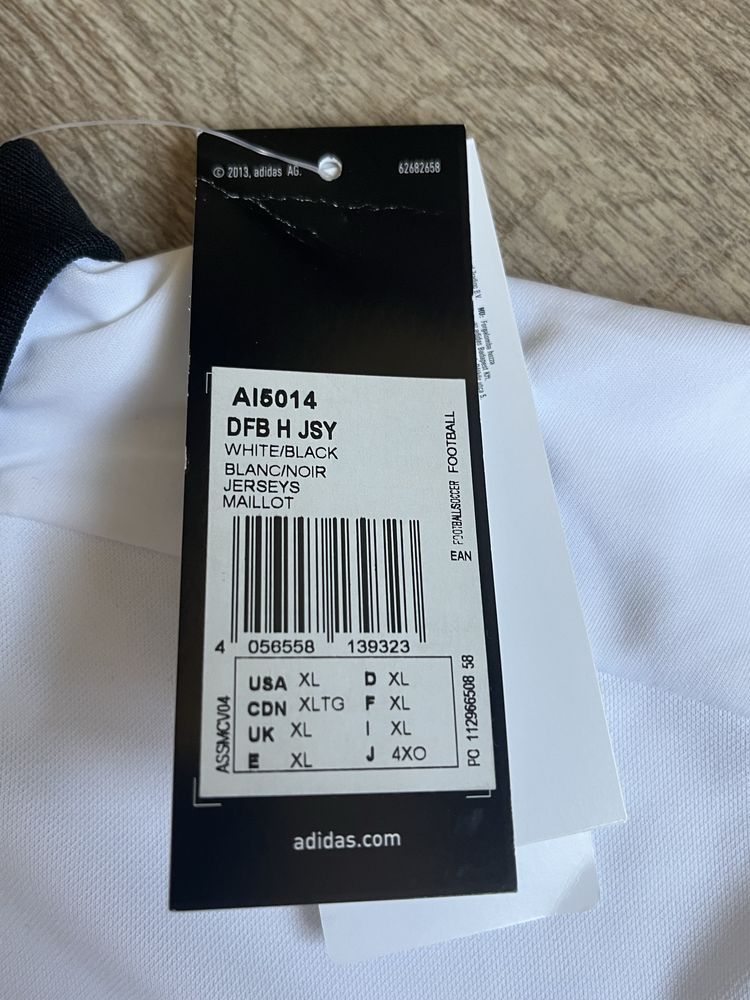 © 2013, adidas AG.
62682658
AI5014
DFB H JSY
WHITE/BLACK
BLANC/NOIR
JERSEYS
MAILLOT
FOOTBALL/SOCCER FOOTBALL
EAN
4 056558 139323
USA XL D XL
CDN XLTG F XL
UK XL I XL
E XL J 4XO
ASSMCV04
PO 112966508 58
adidas.com